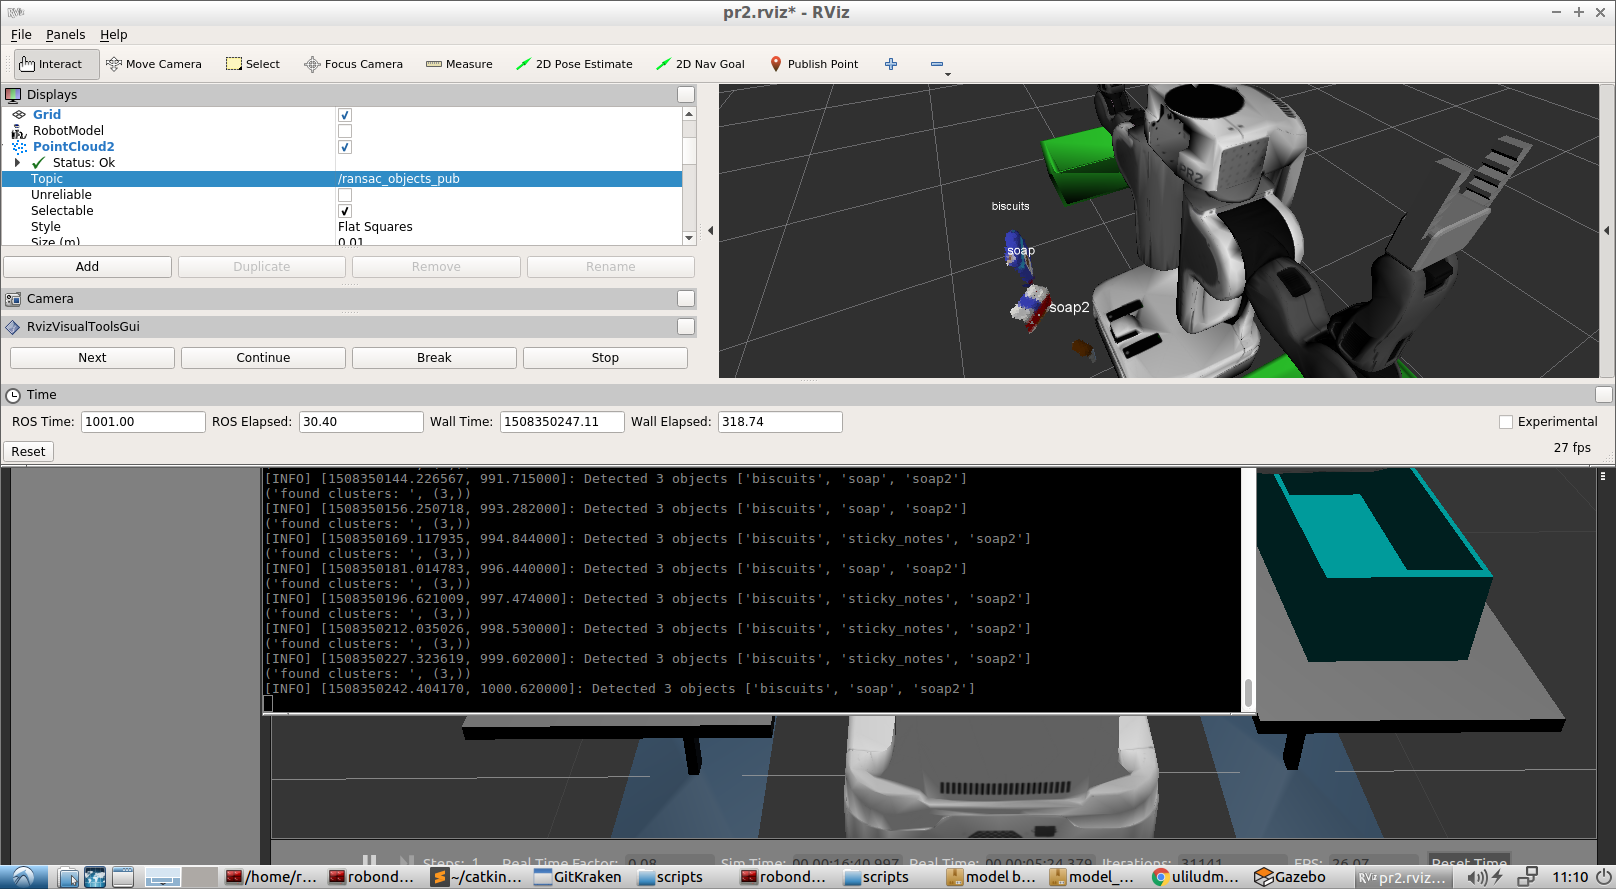 RViz
pr2.rviz* - RViz
File Panels Help
Interact Move Camera Select Focus Camera Measure 2D Pose Estimate 2D Nav Goal Publish Point
Displays
Grid
RobotModel
PointCloud2
Status: Ok
Topic /ransac_objects_pub
Unreliable
Selectable
Style Flat Squares
Size (m) 0.01
Add Duplicate Remove Rename
Camera
RvizVisualToolsGui
Next Continue Break Stop
PR2
biscuits
soap
soap2
Time
ROS Time: 1001.00 ROS Elapsed: 30.40 Wall Time: 1508350247.11 Wall Elapsed: 318.74 Experimental
Reset 27 fps
[INFO] [1508350144.226567, 991.715000]: Detected 3 objects ['biscuits', 'soap', 'soap2']
('found clusters: ', (3,))
[INFO] [1508350156.250718, 993.282000]: Detected 3 objects ['biscuits', 'soap', 'soap2']
('found clusters: ', (3,))
[INFO] [1508350169.117935, 994.844000]: Detected 3 objects ['biscuits', 'sticky_notes', 'soap2']
('found clusters: ', (3,))
[INFO] [1508350181.014783, 996.440000]: Detected 3 objects ['biscuits', 'soap', 'soap2']
('found clusters: ', (3,))
[INFO] [1508350196.621009, 997.474000]: Detected 3 objects ['biscuits', 'sticky_notes', 'soap2']
('found clusters: ', (3,))
[INFO] [1508350212.035026, 998.530000]: Detected 3 objects ['biscuits', 'sticky_notes', 'soap2']
('found clusters: ', (3,))
[INFO] [1508350227.323619, 999.602000]: Detected 3 objects ['biscuits', 'sticky_notes', 'soap2']
('found clusters: ', (3,))
[INFO] [1508350242.404170, 1000.620000]: Detected 3 objects ['biscuits', 'soap', 'soap2']
Steps: 1 Real Time Factor: 0.08 Sim Time: 00 00:16:40.997 Real Time: 00 00:05:24.379 Iterations: 31141 FPS: 26.07 Reset Time
/home/r... robond... ~/catkin... GitKraken scripts robond... scripts model b... model_... uliludm... Gazebo RViz pr2.rviz... 11:10